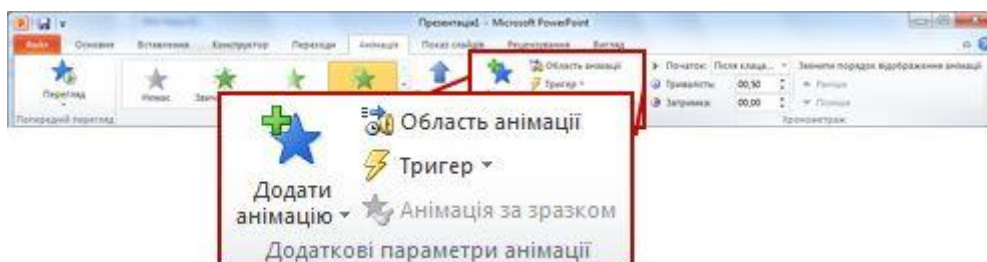 Презентація1 - Microsoft PowerPoint
Файл Основне Вставлення Конструктор Переходи Анімація Показ слайдів Рецензування Вигляд
Перегляд
Немає
Область анімації
Тригер
Початок: Після клаца...
Тривалість: 00,50
Затримка: 00,00
Змінити порядок відображення анімації
Раніше
Пізніше
Попередній перегляд
Хронометраж
Додати анімацію
Область анімації
Тригер
Анімація за зразком
Додаткові параметри анімації